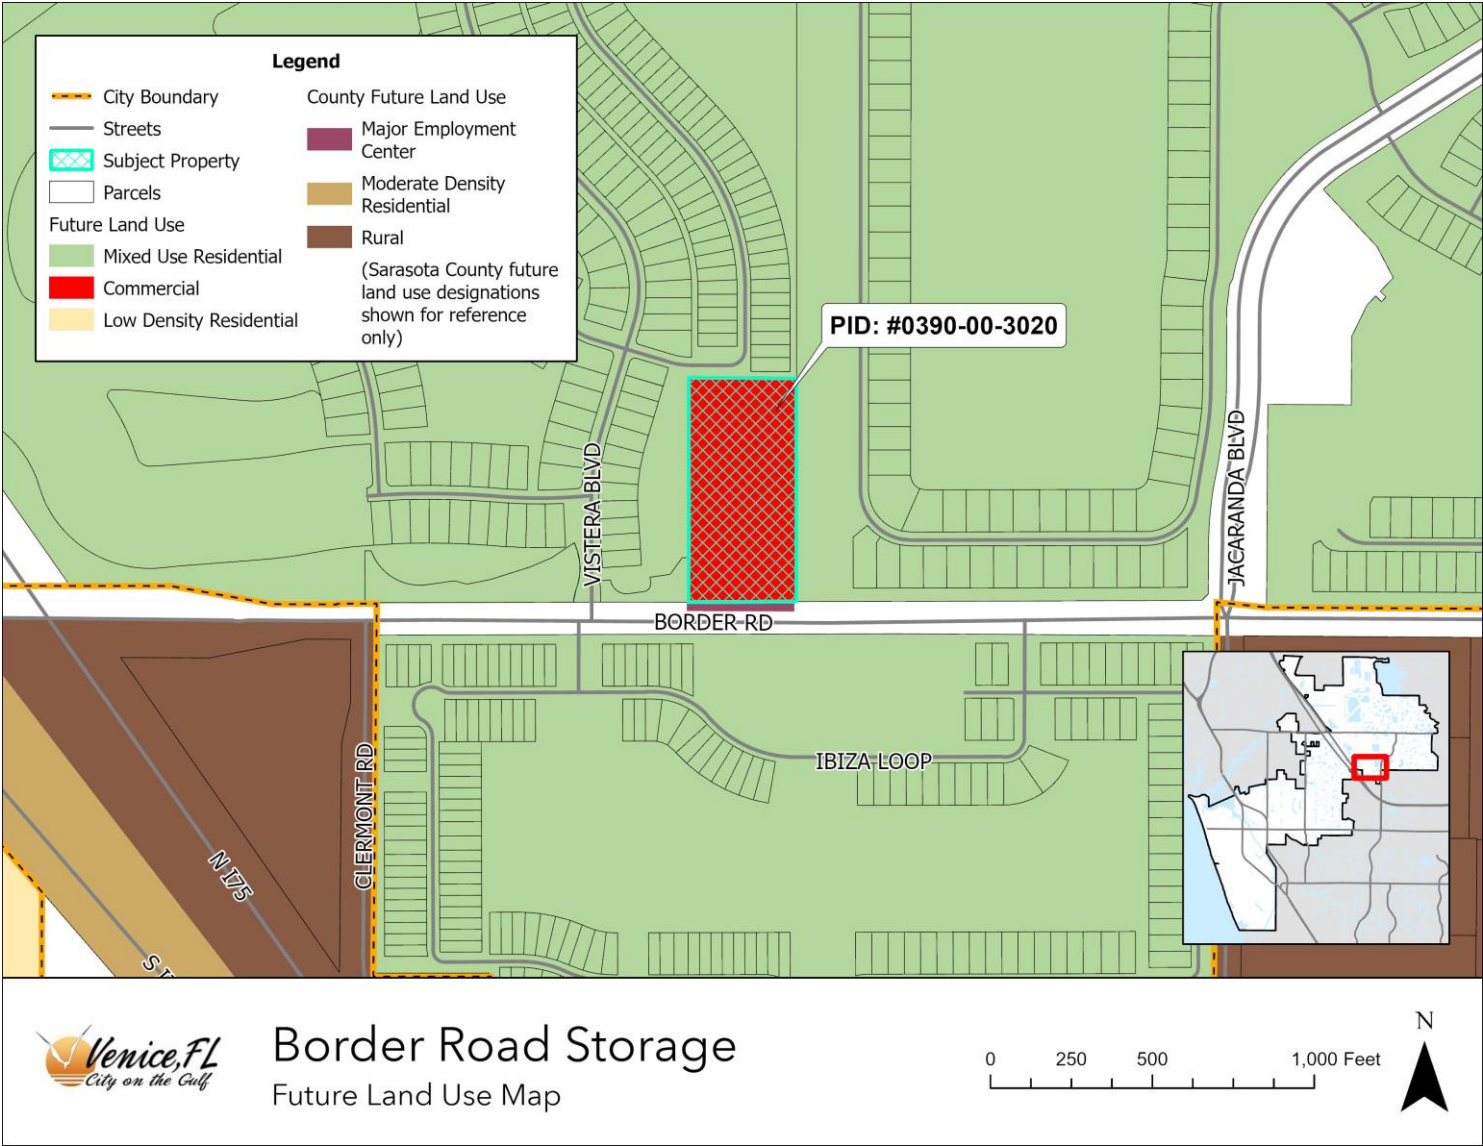 Legend
City Boundary
Streets
Subject Property
Parcels
Future Land Use
Mixed Use Residential
Commercial
Low Density Residential
County Future Land Use
Major Employment
Center
Moderate Density
Residential
Rural
(Sarasota County future
land use designations
shown for reference
only)
PID: #0390-00-3020
VISTERA BLVD
JACARANDA BLVD
BORDER RD
IBIZA LOOP
CLERMONT RD
N I75
Venice, FL
City on the Gulf
Border Road Storage
Future Land Use Map
0 250 500 1,000 Feet
N